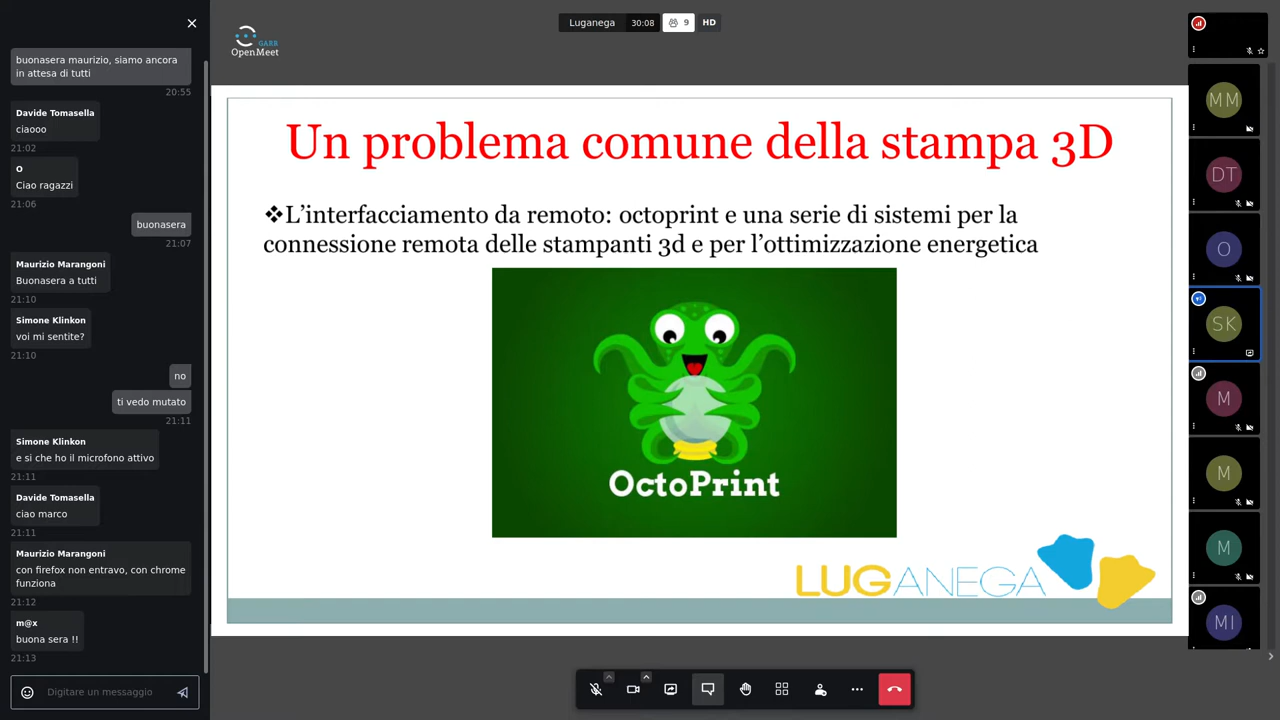 buonasera maurizio, siamo ancora
in attesa di tutti
20:55
Davide Tomasella
ciaooo
21:02
O
Ciao ragazzi
21:06
buonasera
21:07
Maurizio Marangoni
Buonasera a tutti
21:10
Simone Klinkon
voi mi sentite?
21:10
no
ti vedo mutato
21:11
Simone Klinkon
e si che ho il microfono attivo
21:11
Davide Tomasella
ciao marco
21:11
Maurizio Marangoni
con firefox non entravo, con chrome
funziona
21:12
m@x
buona sera !!
21:13
Digitare un messaggio
GARR
OpenMeet
Luganega 30:08 9 HD
Un problema comune della stampa 3D
❖L’interfacciamento da remoto: octoprint e una serie di sistemi per la
connessione remota delle stampanti 3d e per l’ottimizzazione energetica
OctoPrint
LUGANEGA
MM
DT
O
SK
M
M
M
MI